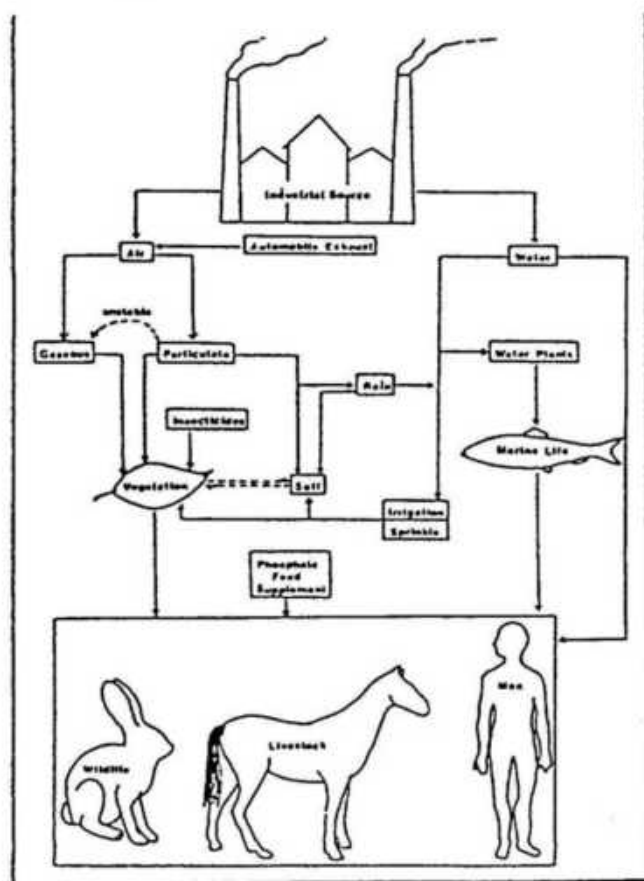 Industrial Source
Air
Automobile Exhaust
Water
unstable
Gaseous
Particulate
Rain
Water Plants
Insecticides
Marine Life
Vegetation
Soil
Irrigation
Sprinkle
Phosphate
Food
Supplement
Man
Livestock
Wildlife